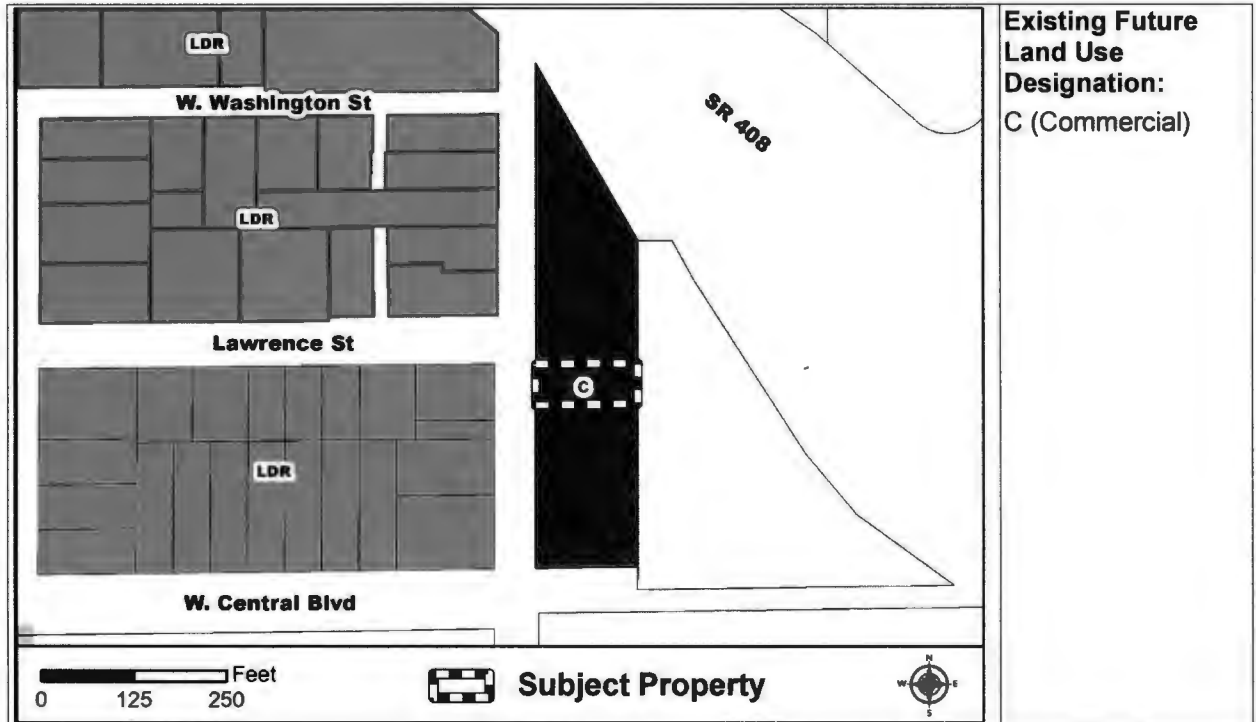 LDR
W. Washington St
LDR
Lawrence St
LDR
W. Central Blvd
SR 408
C
Feet
0 125 250
Subject Property
N
W E
S
Existing Future
Land Use
Designation:
C (Commercial)